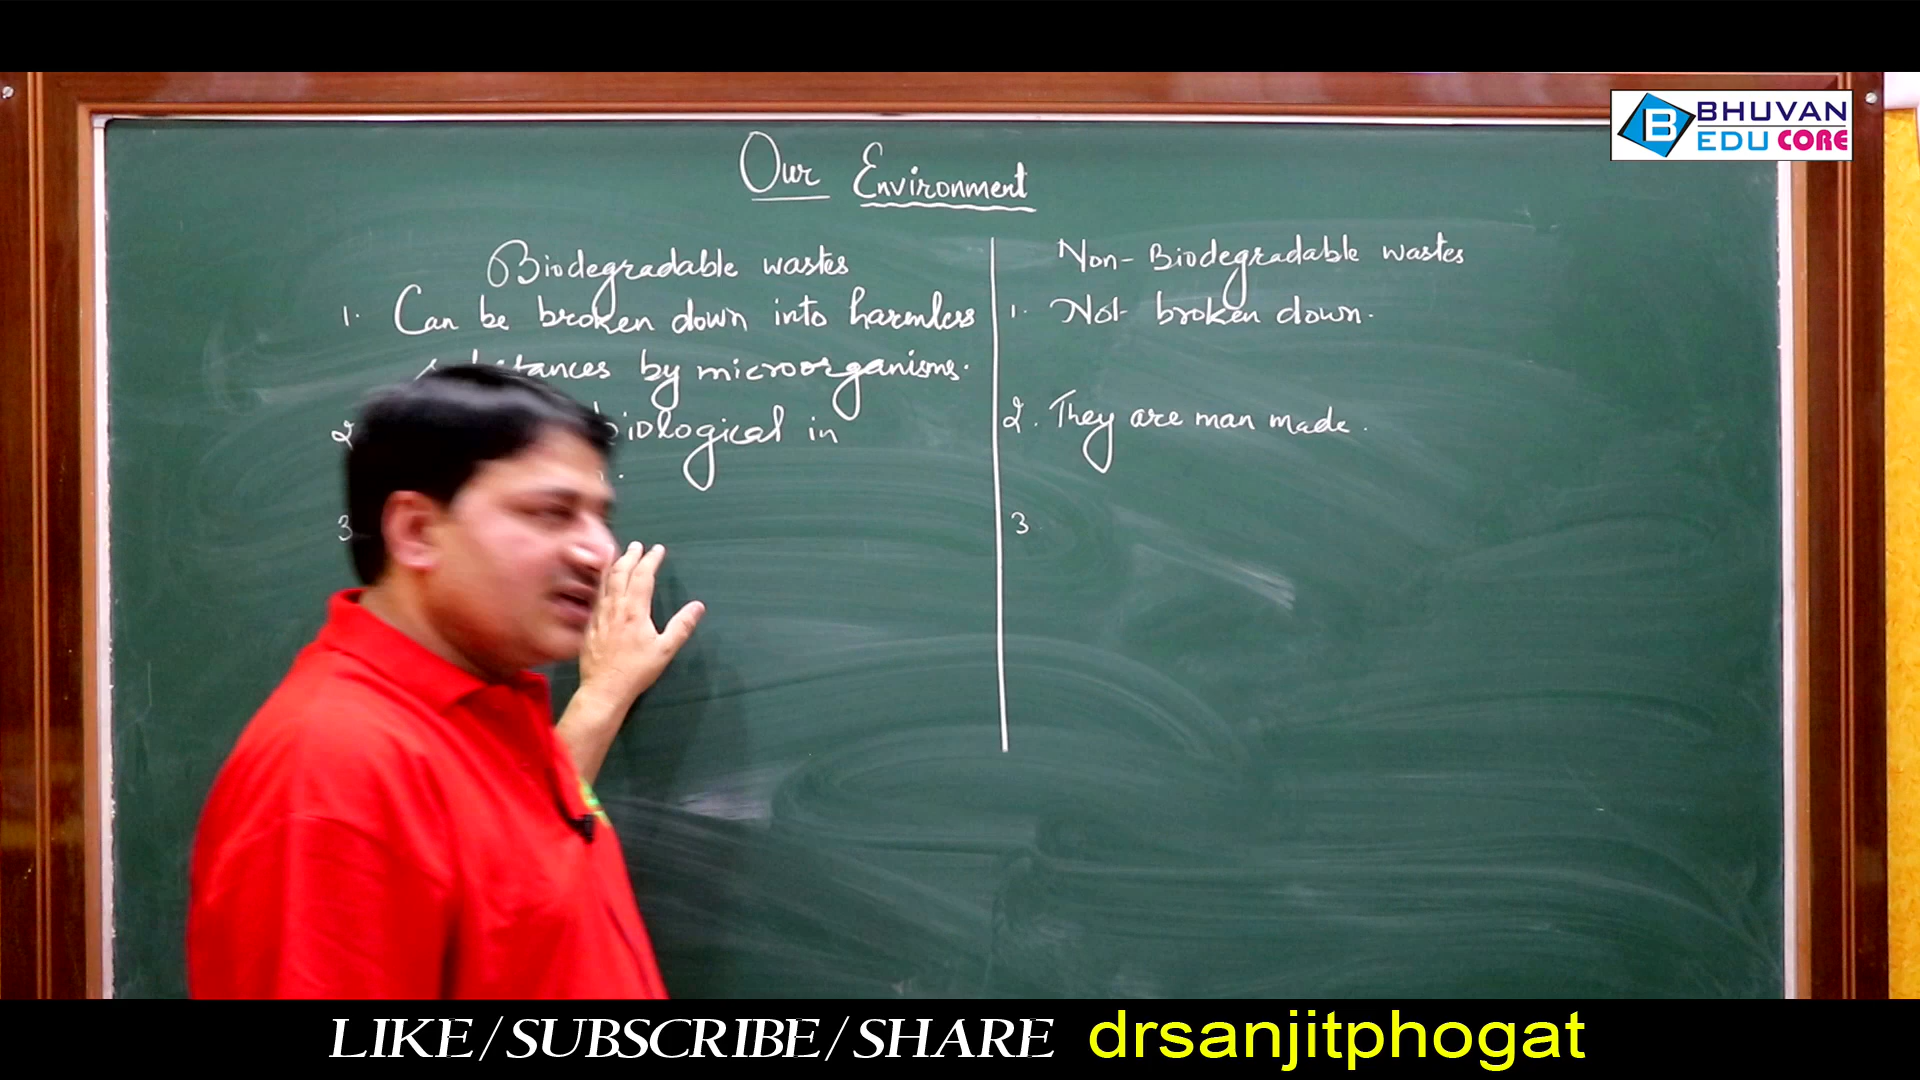 BHUVAN
EDU CORE
Our Environment
Biodegradable wastes
1. Can be broken down into harmless
by microorganisms.
2 biological in
3
Non-Biodegradable wastes
1. Not broken down.
2. They are man made.
3.
LIKE/SUBSCRIBE/SHARE drsanjitphogat